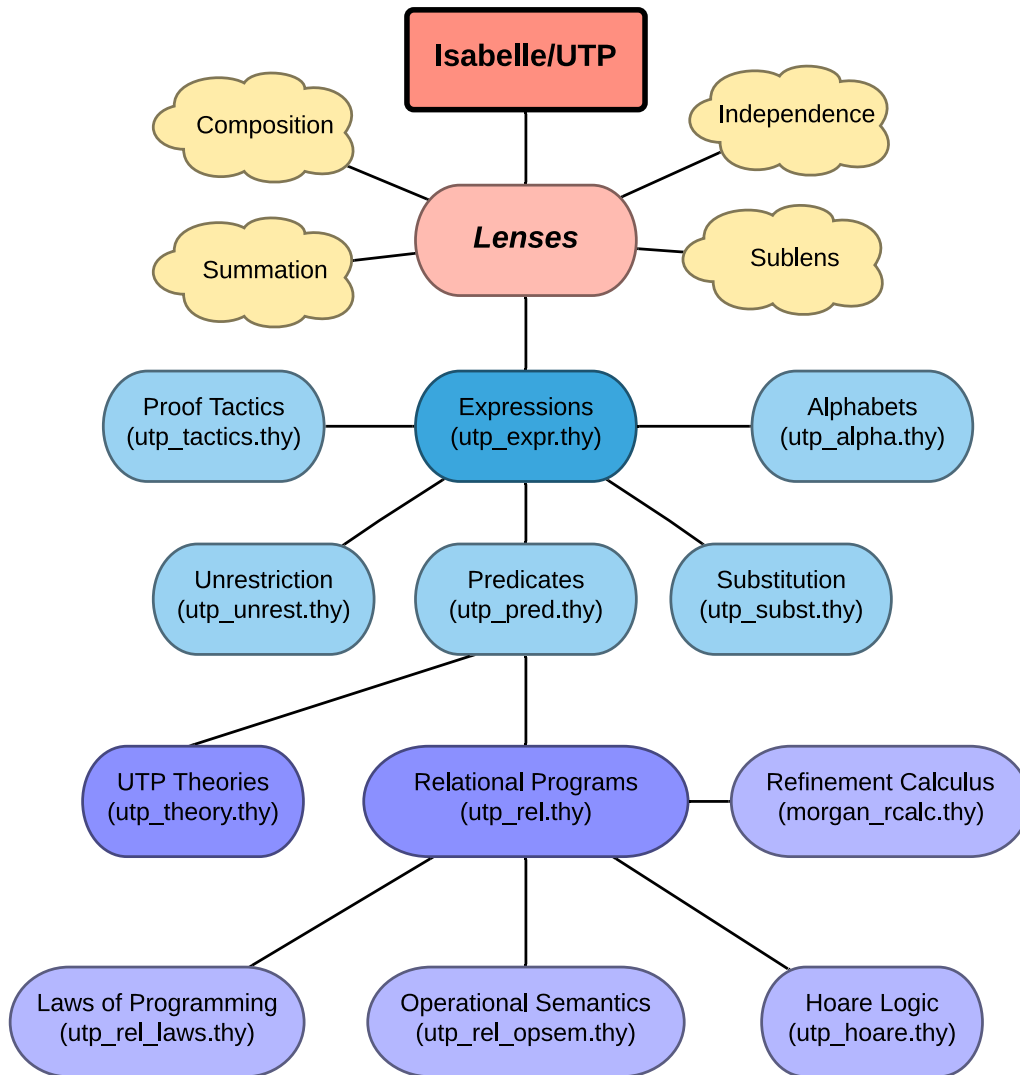 Isabelle/UTP
Composition
Independence
Lenses
Summation
Sublens
Proof Tactics
(utp_tactics.thy)
Expressions
(utp_expr.thy)
Alphabets
(utp_alpha.thy)
Unrestriction
(utp_unrest.thy)
Predicates
(utp_pred.thy)
Substitution
(utp_subst.thy)
UTP Theories
(utp_theory.thy)
Relational Programs
(utp_rel.thy)
Refinement Calculus
(morgan_rcalc.thy)
Laws of Programming
(utp_rel_laws.thy)
Operational Semantics
(utp_rel_opsem.thy)
Hoare Logic
(utp_hoare.thy)